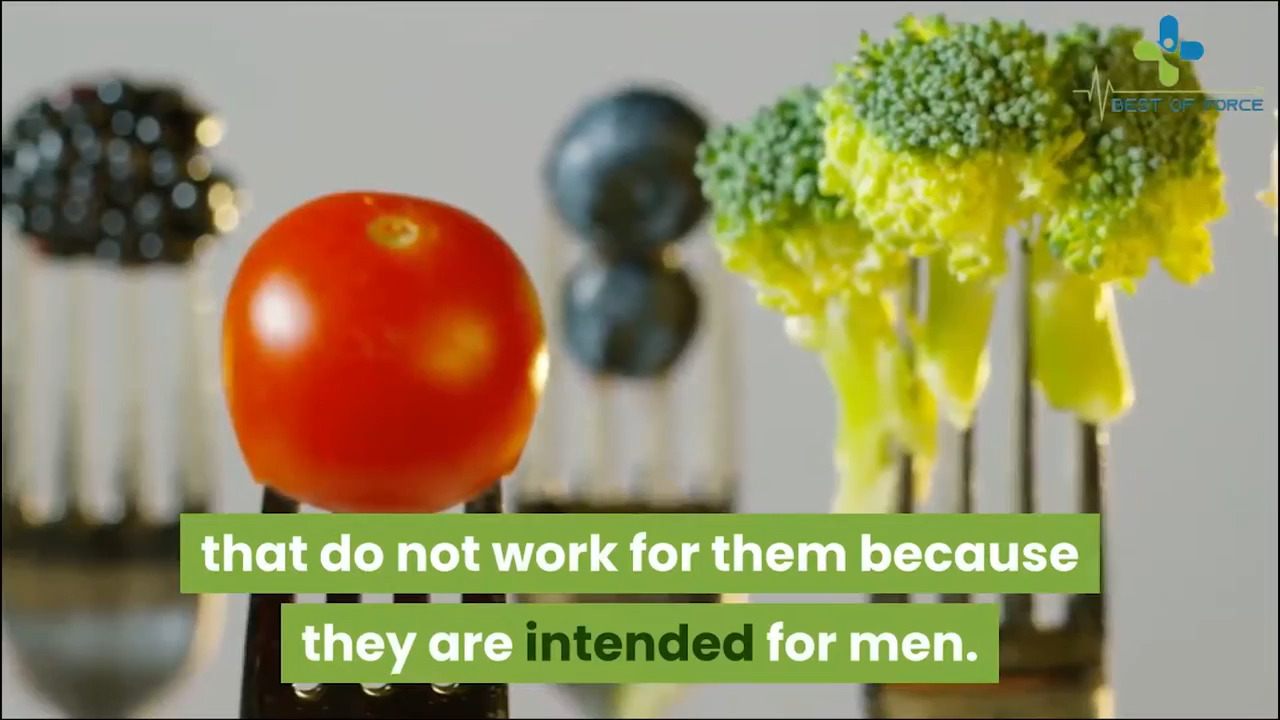 BEST OF FORCE
that do not work for them because
they are intended for men.